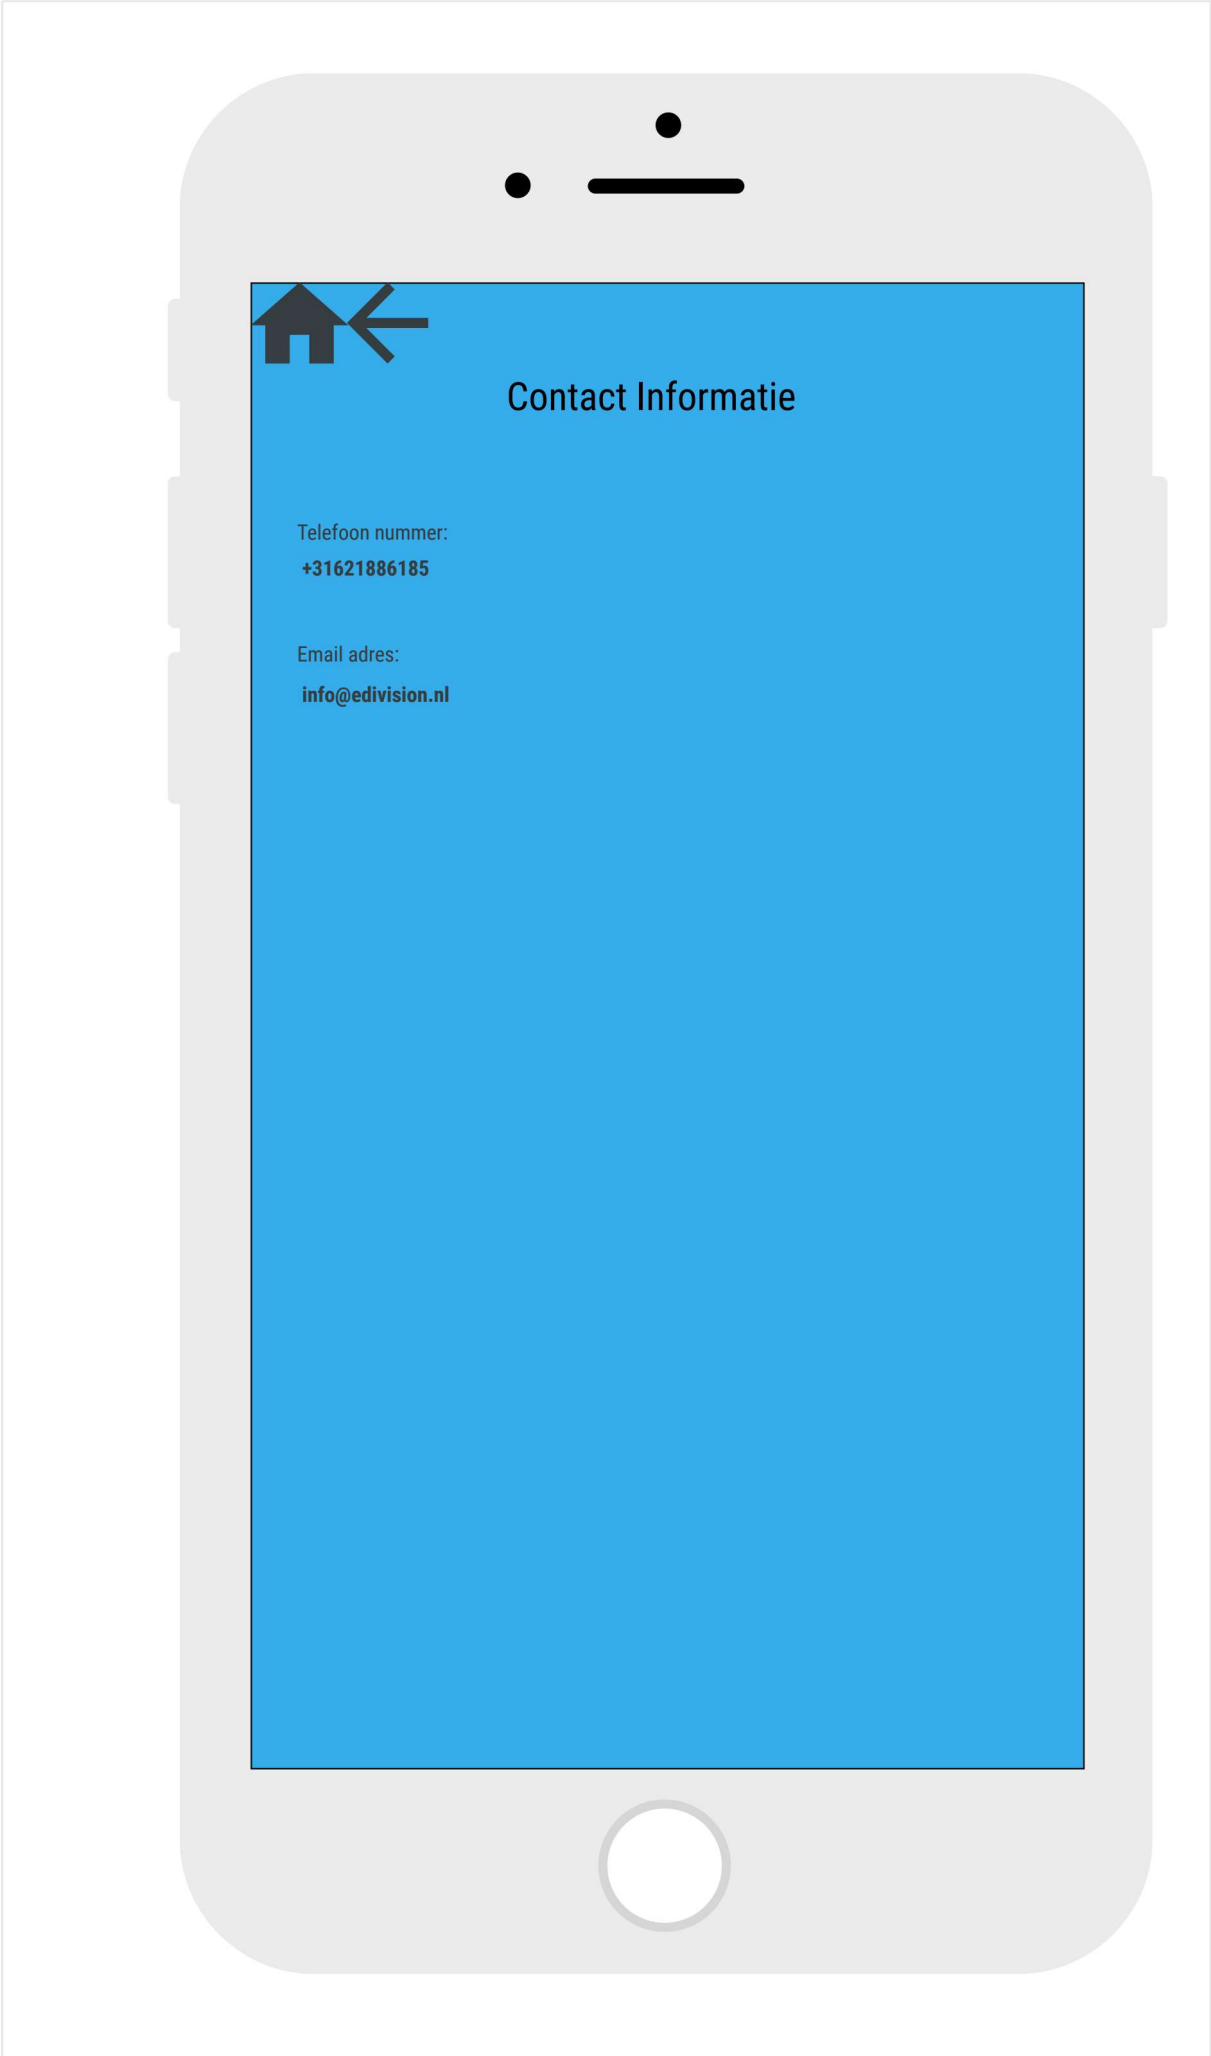 Contact Informatie
Telefoon nummer:
+31621886185
Email adres:
info@edivision.nl